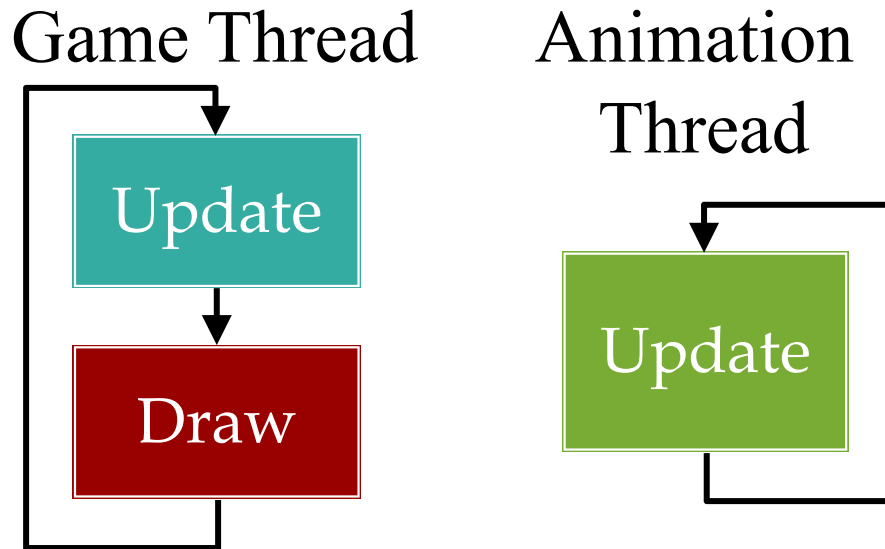 Game Thread
Update
Draw
Animation
Thread
Update